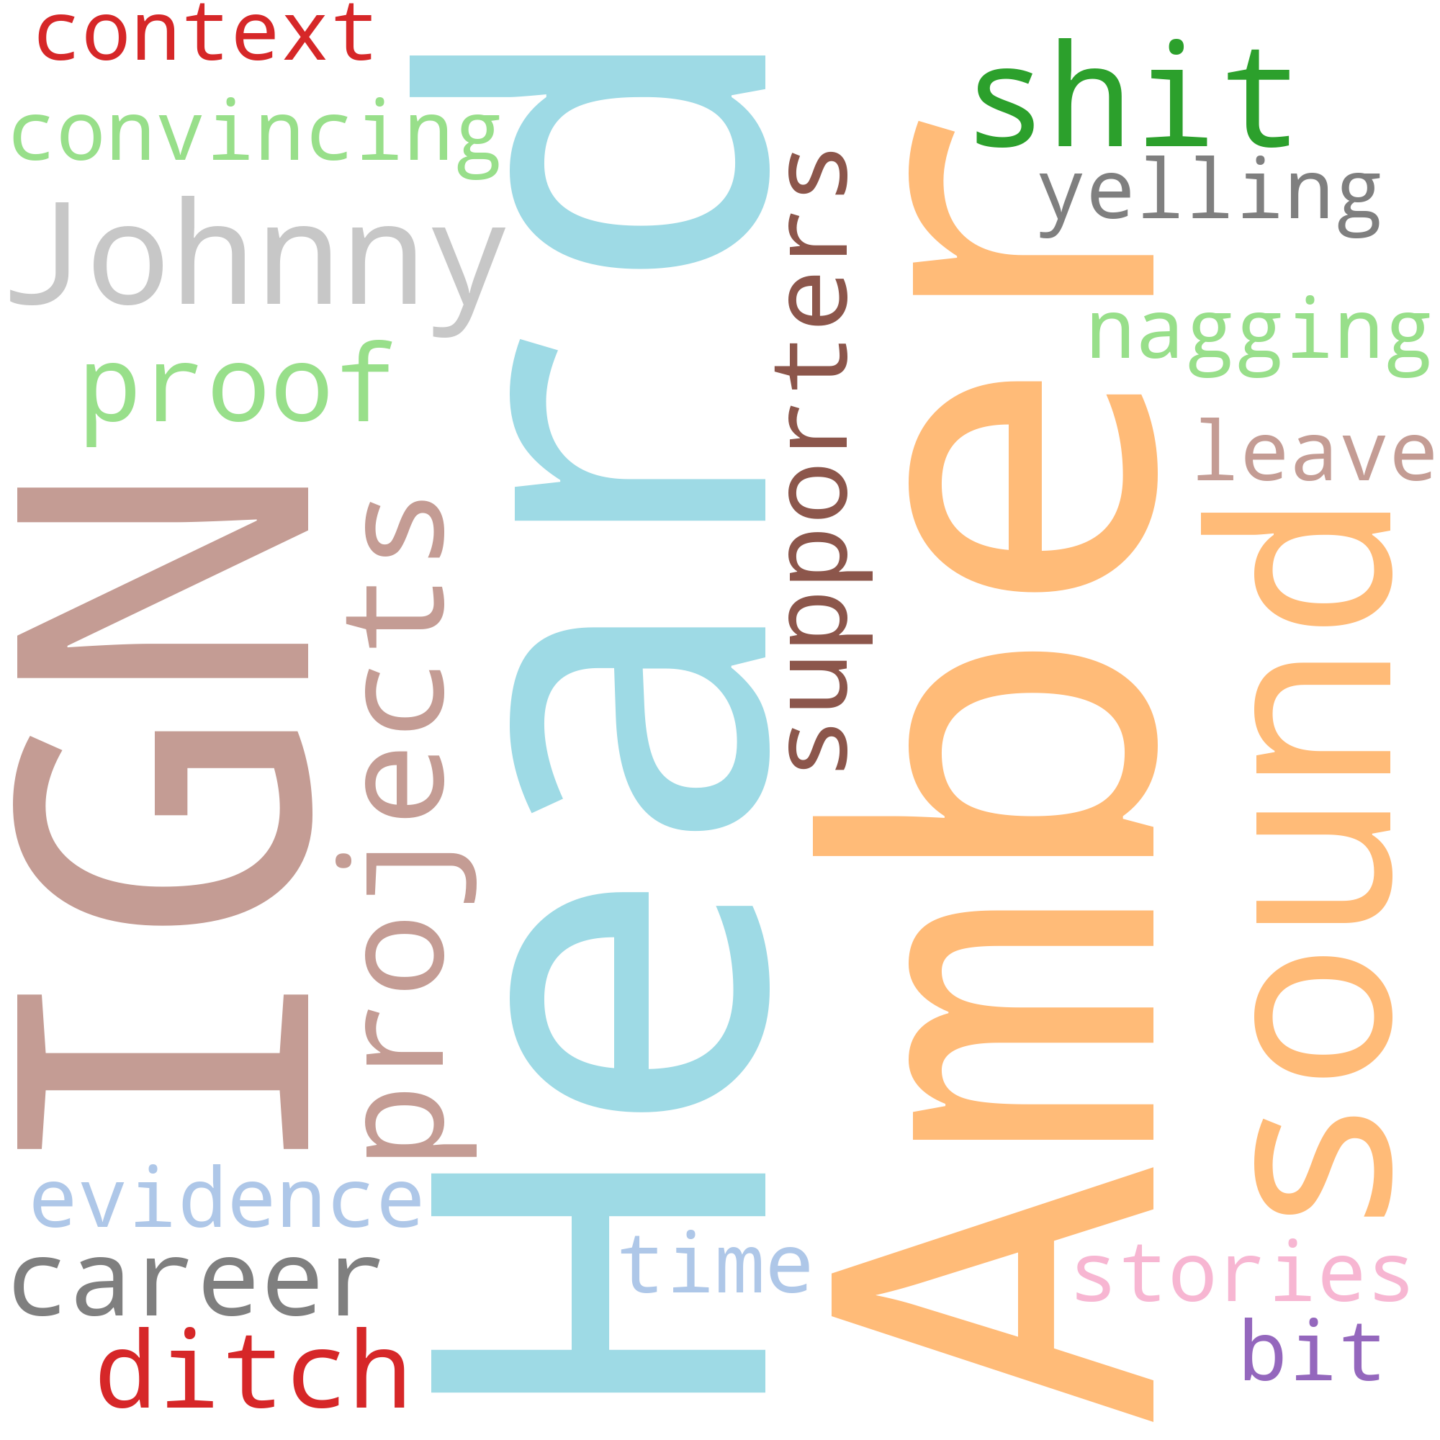 context
convincing
Johnny
proof
IGN
projects
Heard
supporters
Amber
shit
yelling
nagging
leave
sound
evidence
career
ditch
time
stories
bit